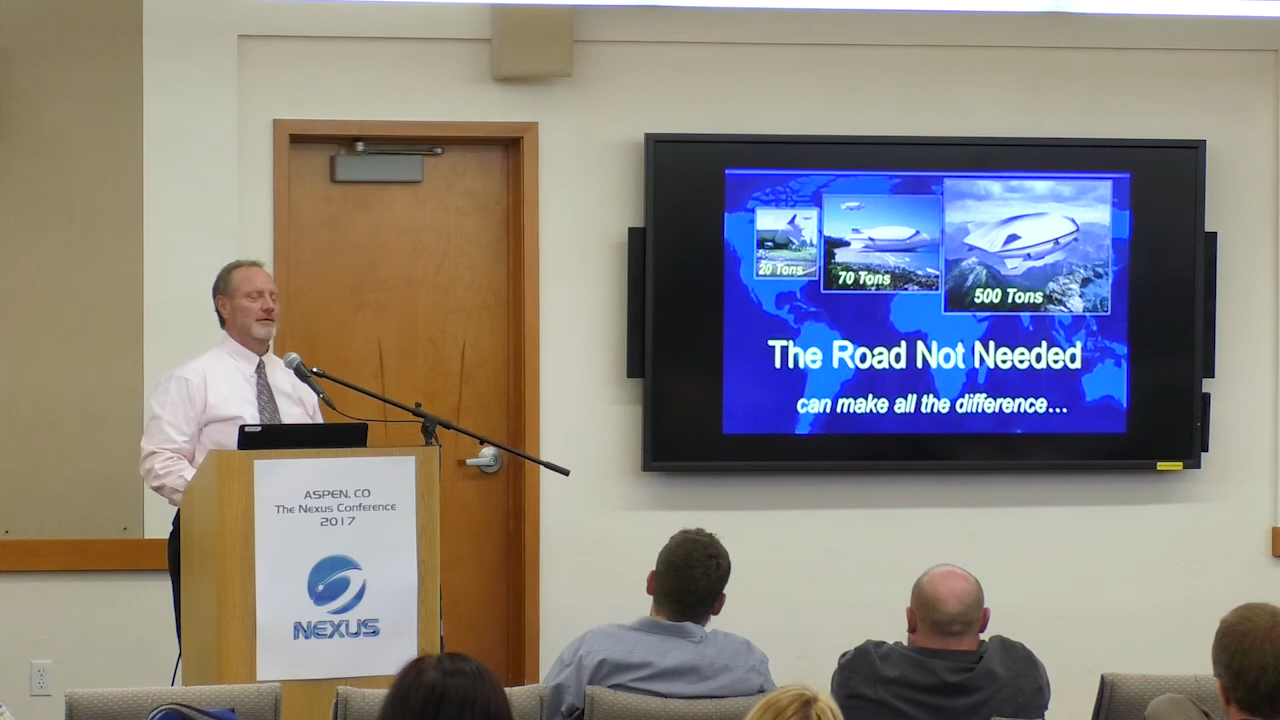 ASPEN, CO
The Nexus Conference
2017
NEXUS
20 Tons
70 Tons
500 Tons
The Road Not Needed
can make all the difference...